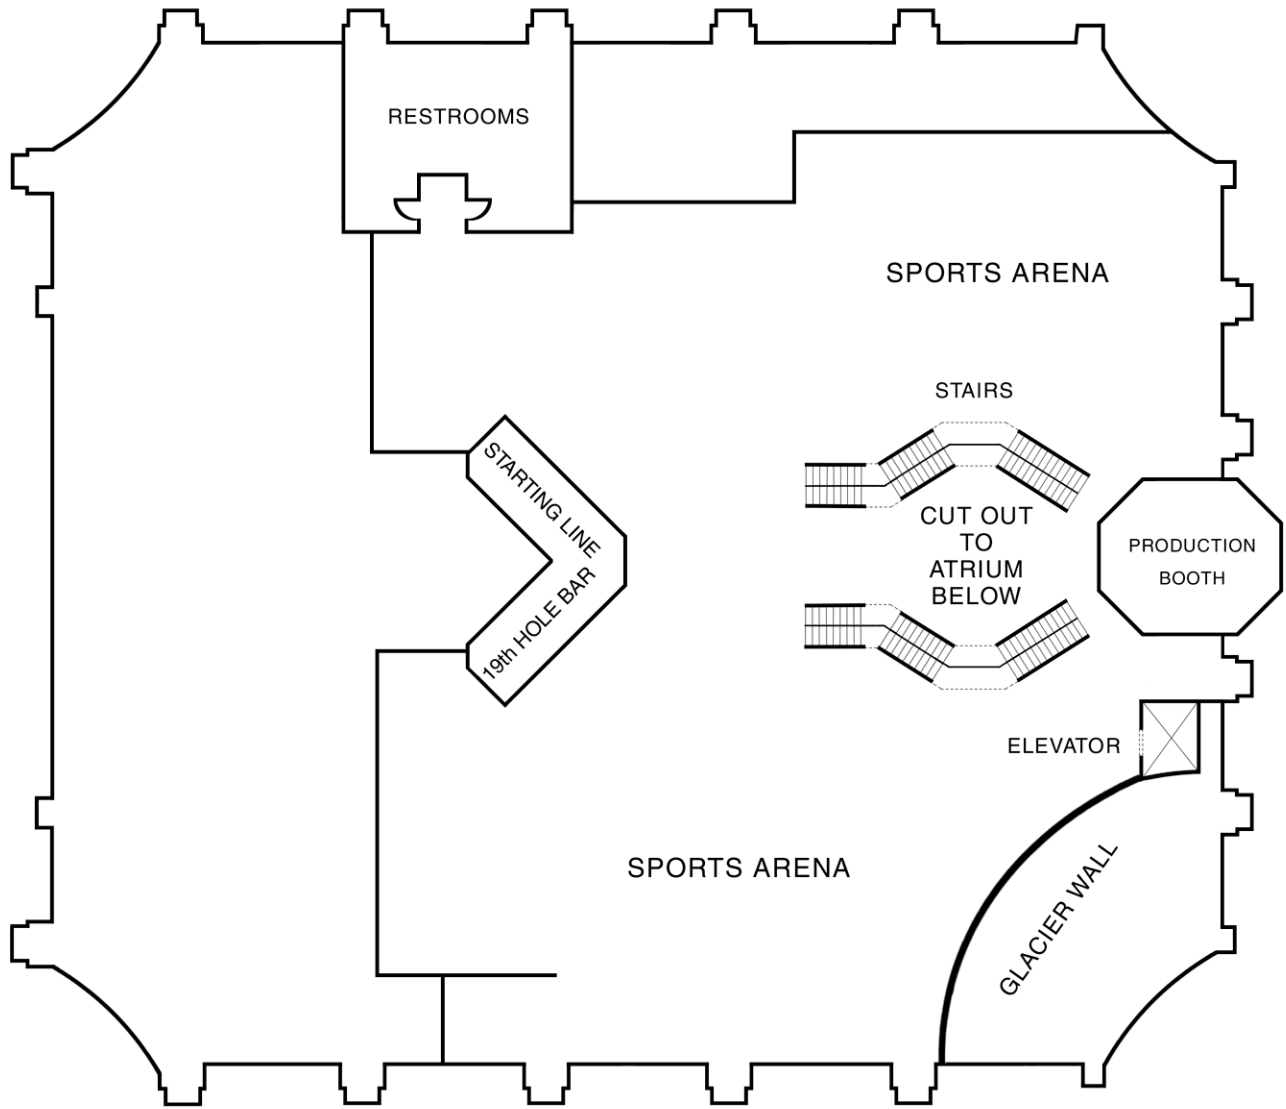 RESTROOMS
SPORTS ARENA
STAIRS
STARTING LINE
19th HOLE BAR
CUT OUT
TO
ATRIUM
BELOW
PRODUCTION
BOOTH
ELEVATOR
SPORTS ARENA
GLACIER WALL